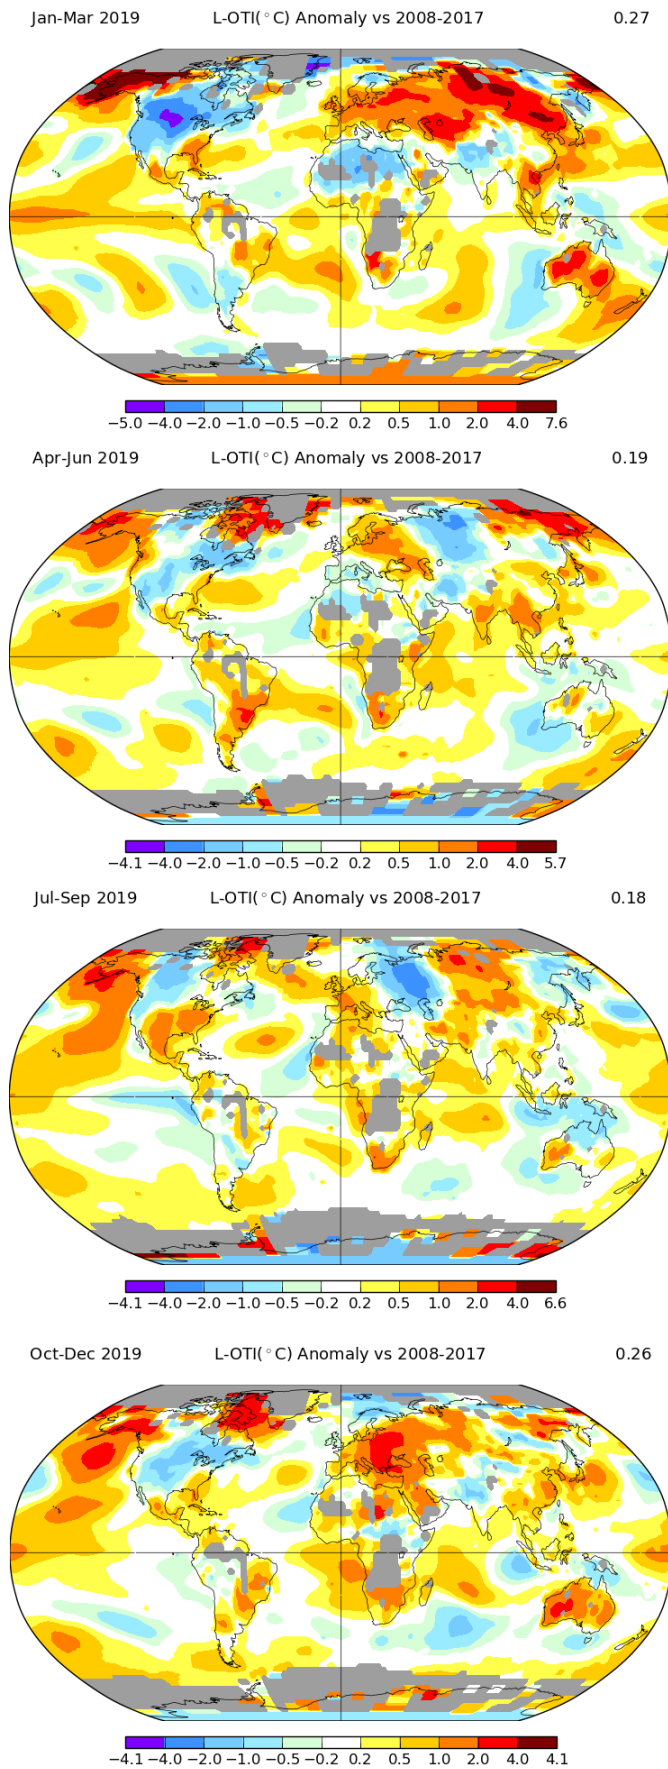 Jan-Mar 2019 L-OTI(°C) Anomaly vs 2008-2017 0.27
−5.0 −4.0 −2.0 −1.0 −0.5 −0.2 0.2 0.5 1.0 2.0 4.0 7.6
Apr-Jun 2019 L-OTI(°C) Anomaly vs 2008-2017 0.19
−4.1 −4.0 −2.0 −1.0 −0.5 −0.2 0.2 0.5 1.0 2.0 4.0 5.7
Jul-Sep 2019 L-OTI(°C) Anomaly vs 2008-2017 0.18
−4.1 −4.0 −2.0 −1.0 −0.5 −0.2 0.2 0.5 1.0 2.0 4.0 6.6
Oct-Dec 2019 L-OTI(°C) Anomaly vs 2008-2017 0.26
−4.1 −4.0 −2.0 −1.0 −0.5 −0.2 0.2 0.5 1.0 2.0 4.0 4.1